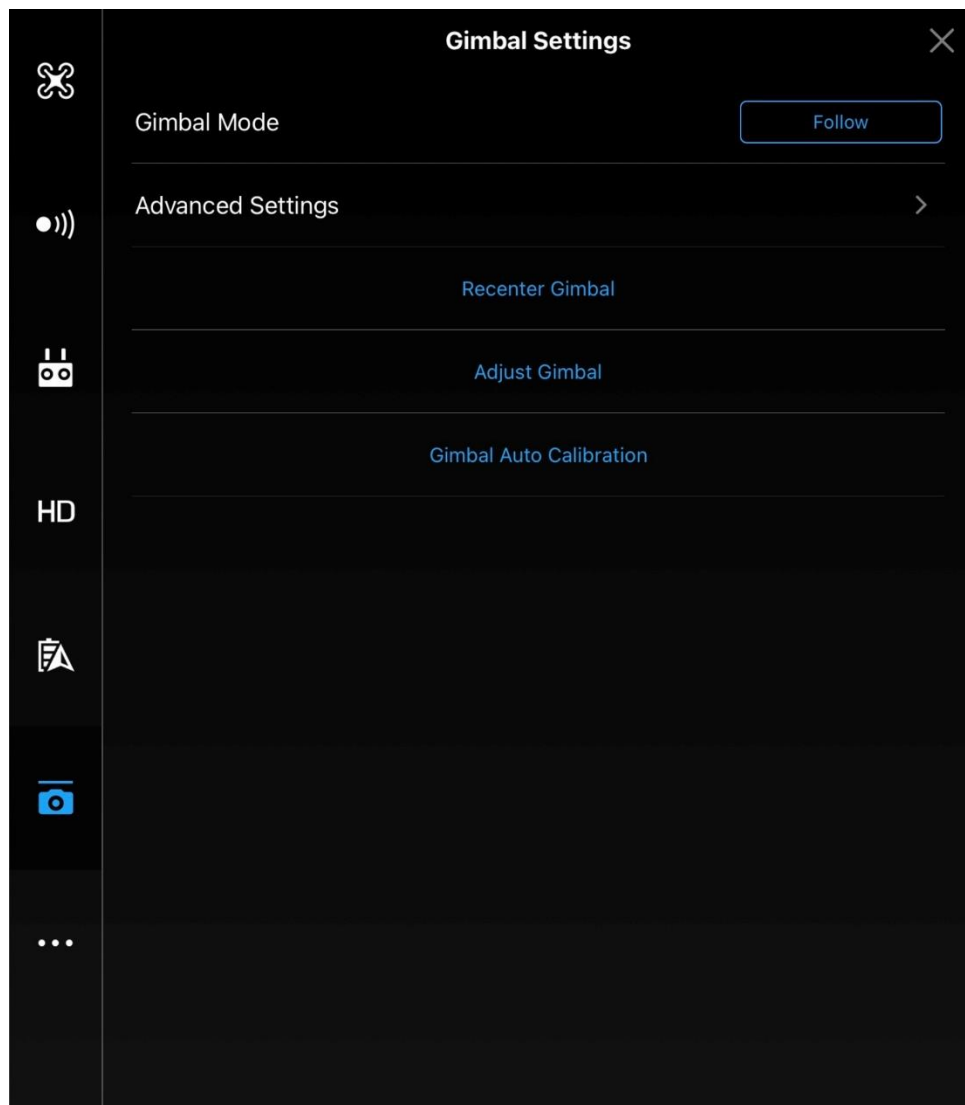 Gimbal Settings
Gimbal Mode
Follow
Advanced Settings
Recenter Gimbal
Adjust Gimbal
Gimbal Auto Calibration
HD